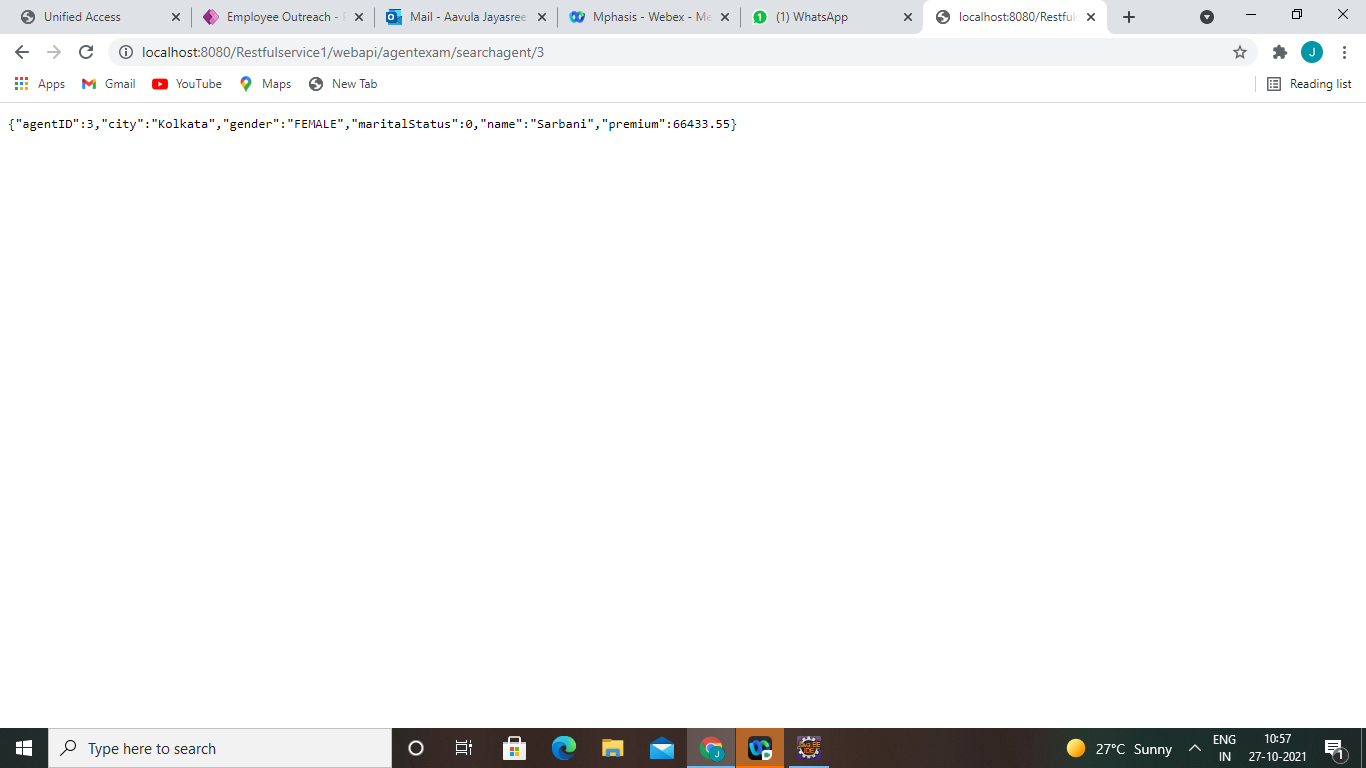 Unified Access
Employee Outreach -
Mail - Aavula Jayasree
Mphasis - Webex - Me
(1) WhatsApp
localhost:8080/Restful
localhost:8080/Restfulservice1/webapi/agentexam/searchagent/3
J
Apps
Gmail
YouTube
Maps
New Tab
Reading list
{"agentID":3,"city":"Kolkata","gender":"FEMALE","maritalStatus":0,"name":"Sarbani","premium":66433.55}
Type here to search
J
Java EE
IDE
27°C Sunny
ENG
IN
10:57
27-10-2021
1